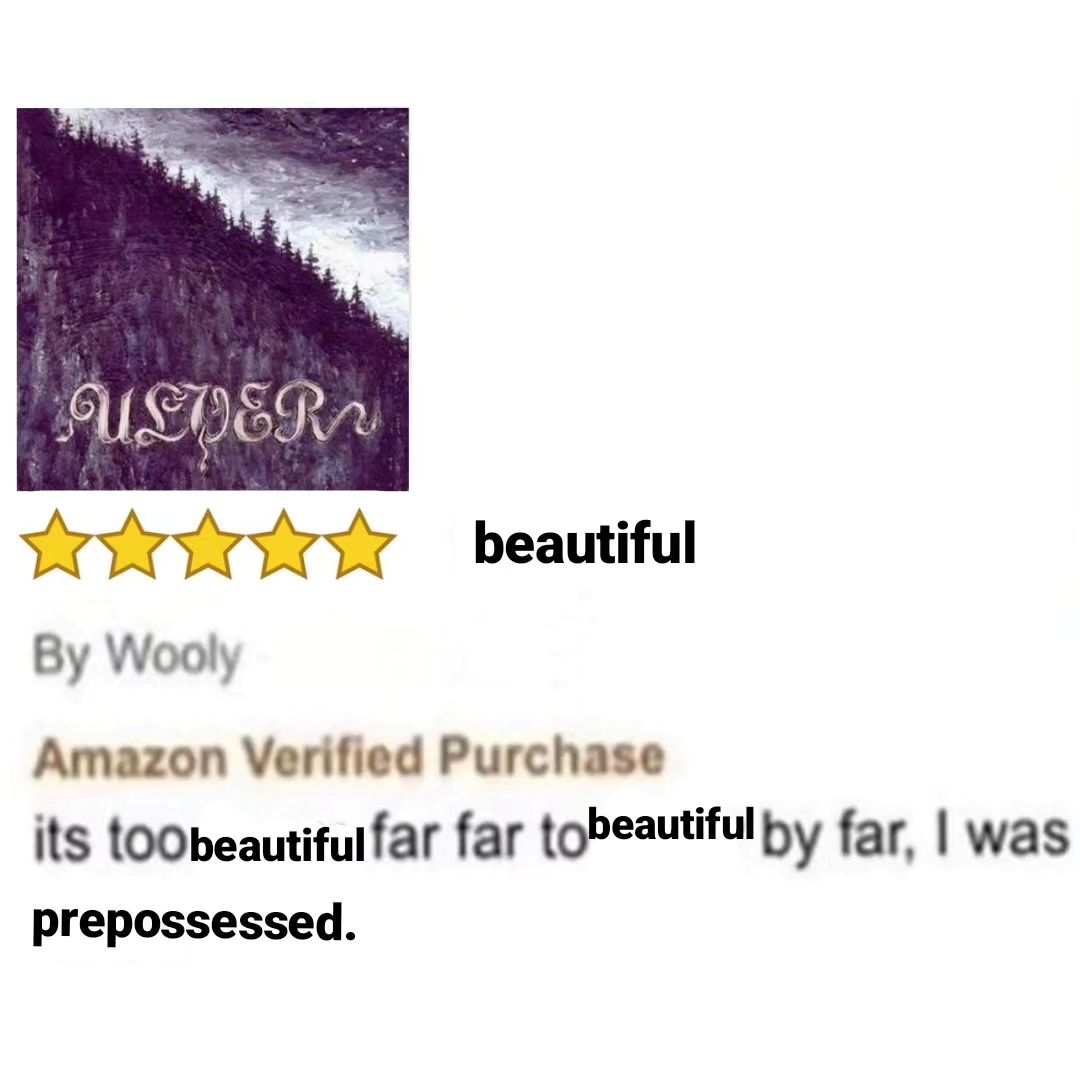 ULVER
beautiful
By Wooly
Amazon Verified Purchase
its too beautiful far far to beautiful by far, I was
prepossessed.